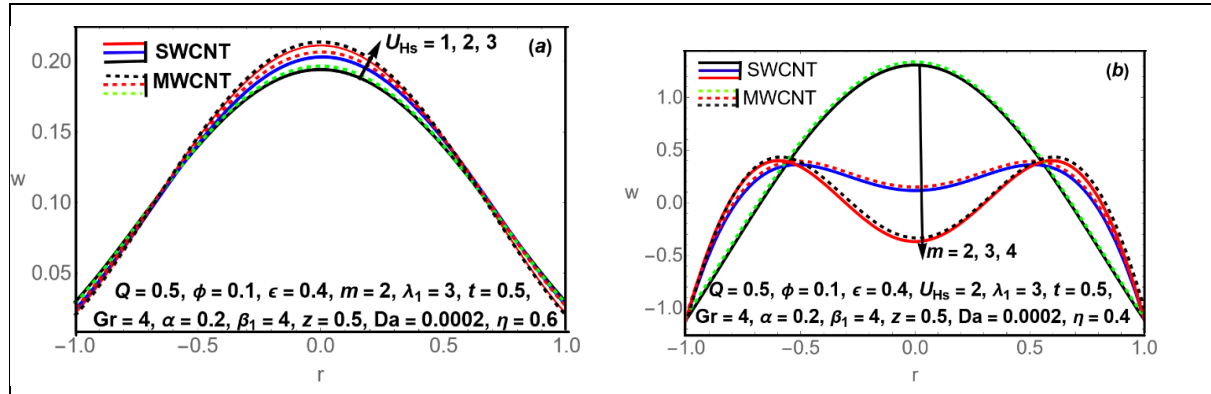 SWCNT
MWCNT
U_Hs = 1, 2, 3
(a)
0.20
0.15
w
0.10
0.05
Q = 0.5, ϕ = 0.1, ϵ = 0.4, m = 2, λ₁ = 3, t = 0.5,
Gr = 4, α = 0.2, β₁ = 4, z = 0.5, Da = 0.0002, η = 0.6
−1.0 −0.5 0.0 0.5 1.0
r
SWCNT
MWCNT
(b)
1.0
0.5
w
0.0
−0.5
−1.0
m = 2, 3, 4
Q = 0.5, ϕ = 0.1, ϵ = 0.4, U_Hs = 2, λ₁ = 3, t = 0.5,
Gr = 4, α = 0.2, β₁ = 4, z = 0.5, Da = 0.0002, η = 0.4
−1.0 −0.5 0.0 0.5 1.0
r